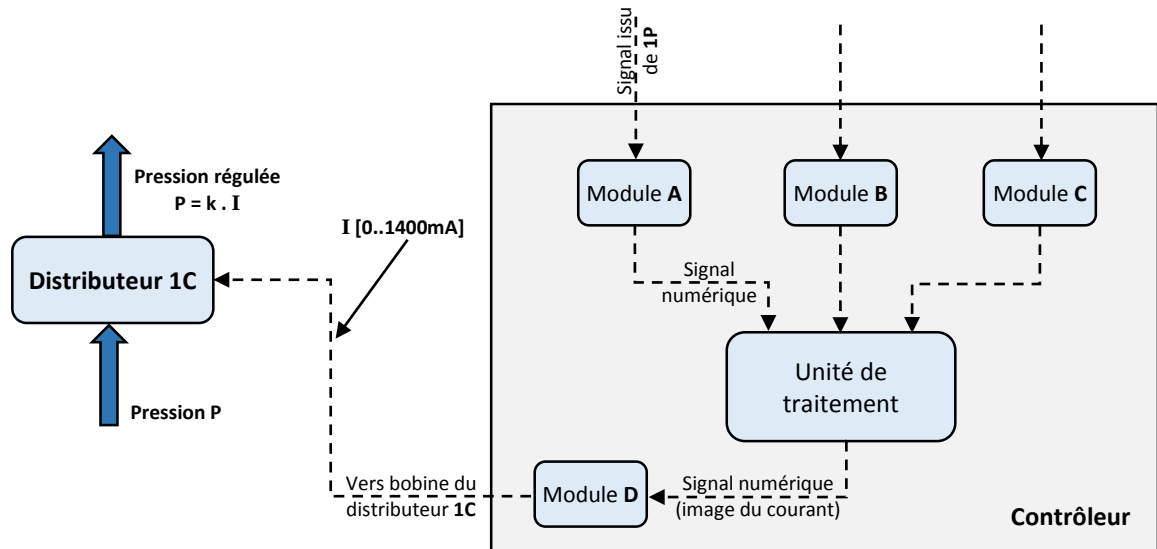 Signal issu
de 1P
Pression régulée
P = k . I
I [0..1400mA]
Module A
Module B
Module C
Distributeur 1C
Signal
numérique
Unité de
traitement
Pression P
Vers bobine du
distributeur 1C
Module D
Signal numérique
(image du courant)
Contrôleur